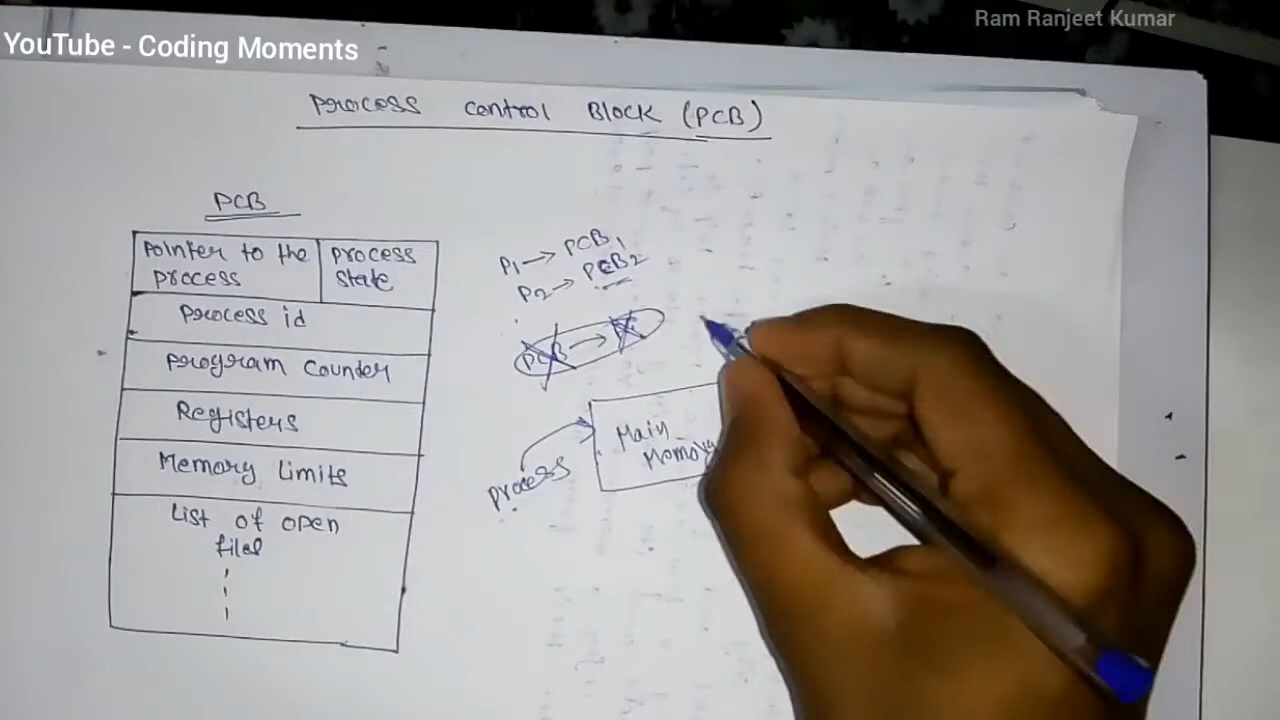 Ram Ranjeet Kumar
YouTube - Coding Moments
Process Control Block (PCB)
PCB
Pointer to the process
Process state
Process id
Program Counter
Registers
Memory Limits
List of open
files
P1 → PCB1
P2 → PCB2
PCB →
Main
Memory
Process